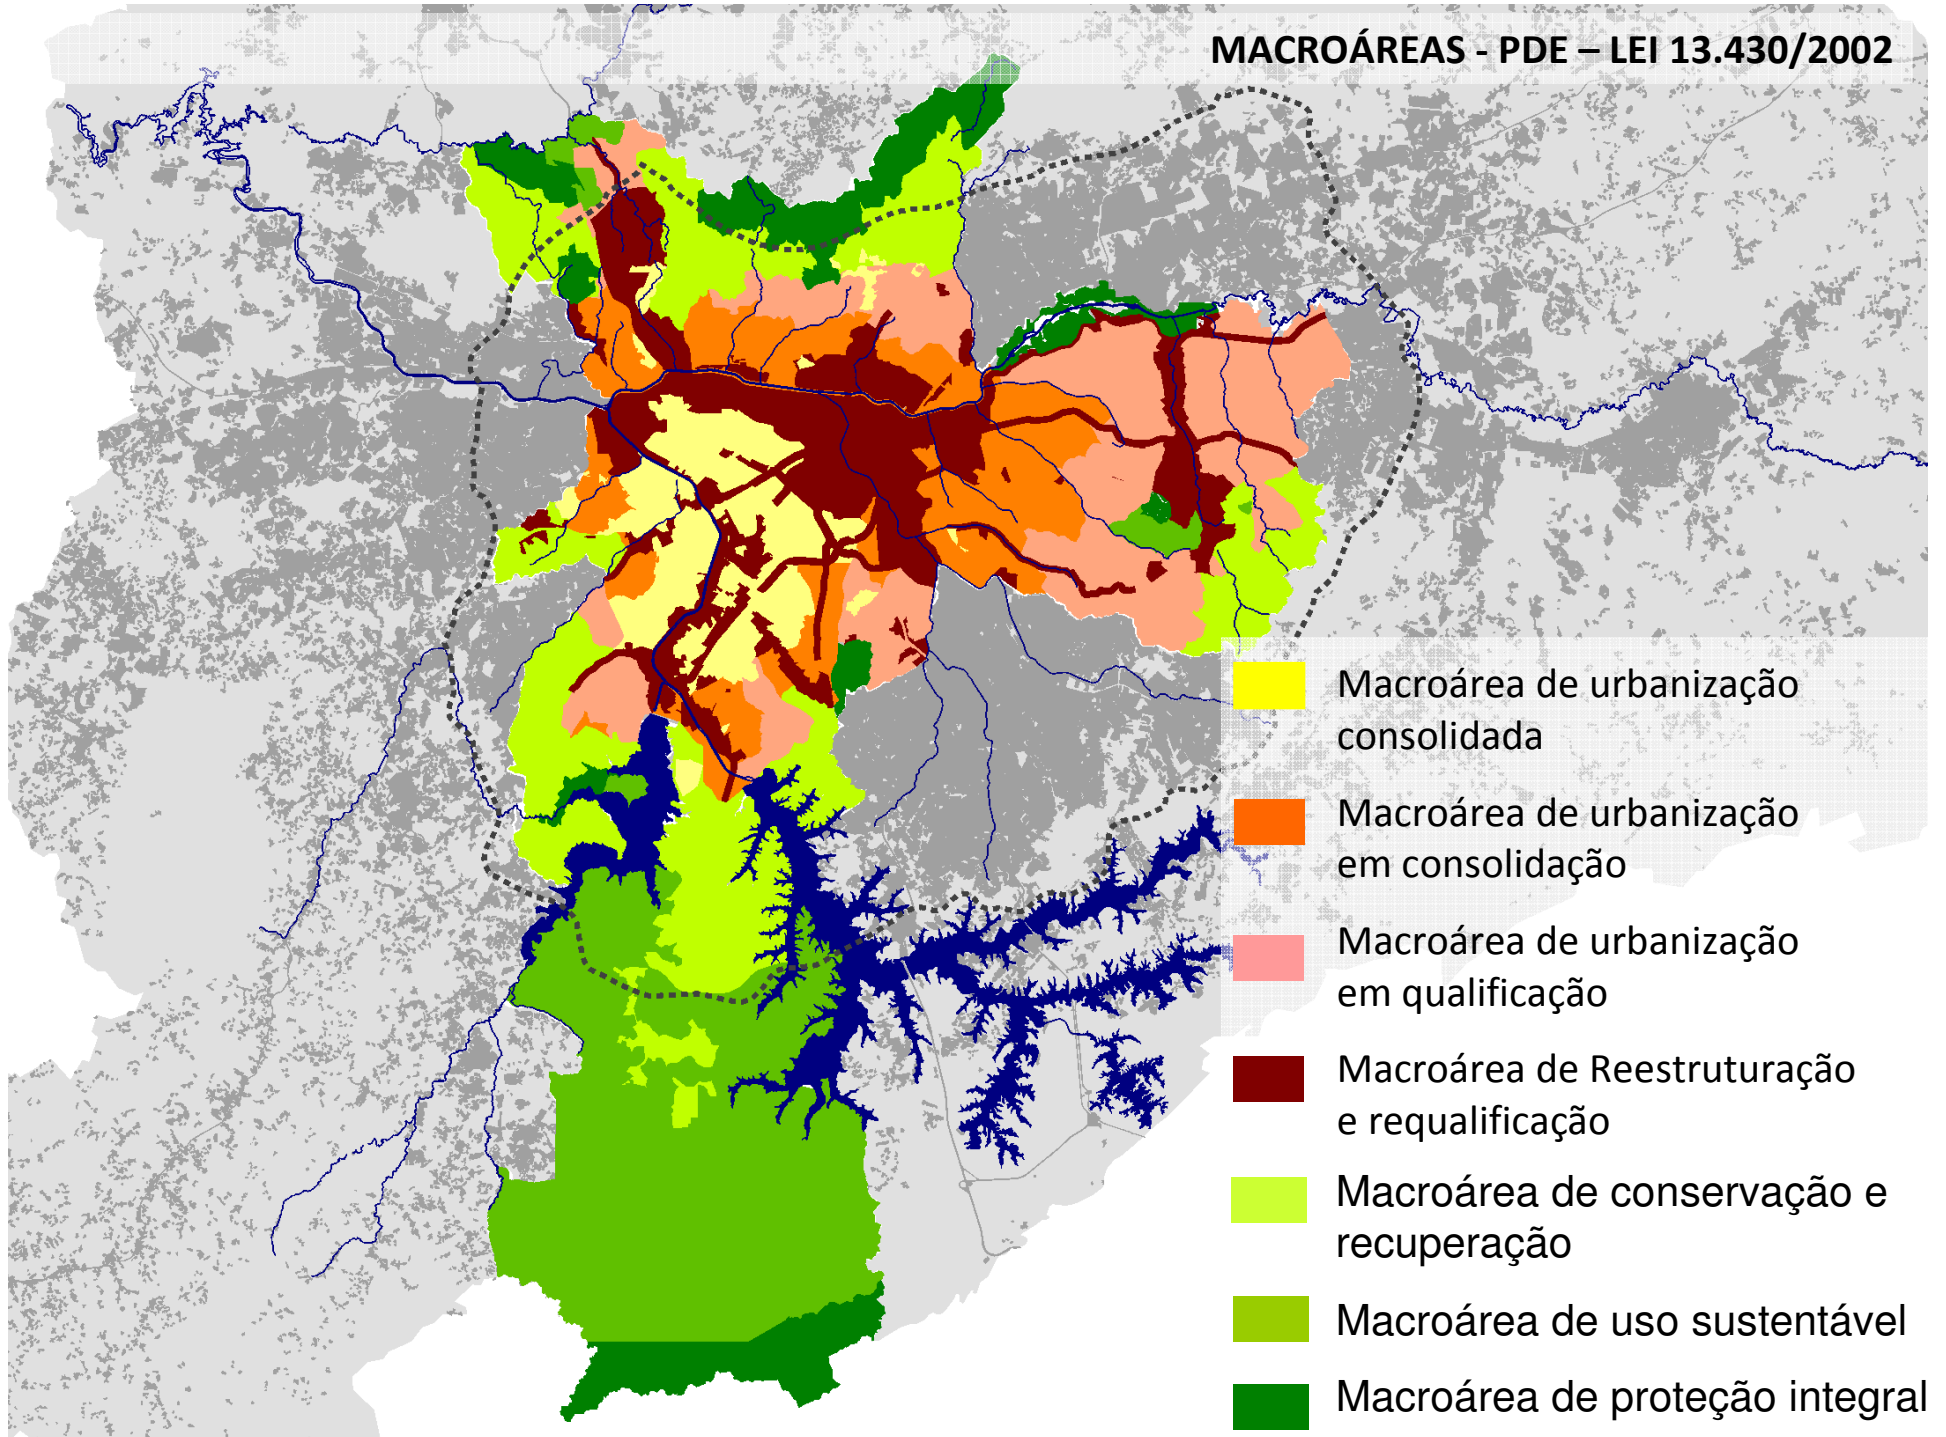 MACROÁREAS - PDE – LEI 13.430/2002
Macroárea de urbanização
consolidada
Macroárea de urbanização
em consolidação
Macroárea de urbanização
em qualificação
Macroárea de Reestruturação
e requalificação
Macroárea de conservação e
recuperação
Macroárea de uso sustentável
Macroárea de proteção integral